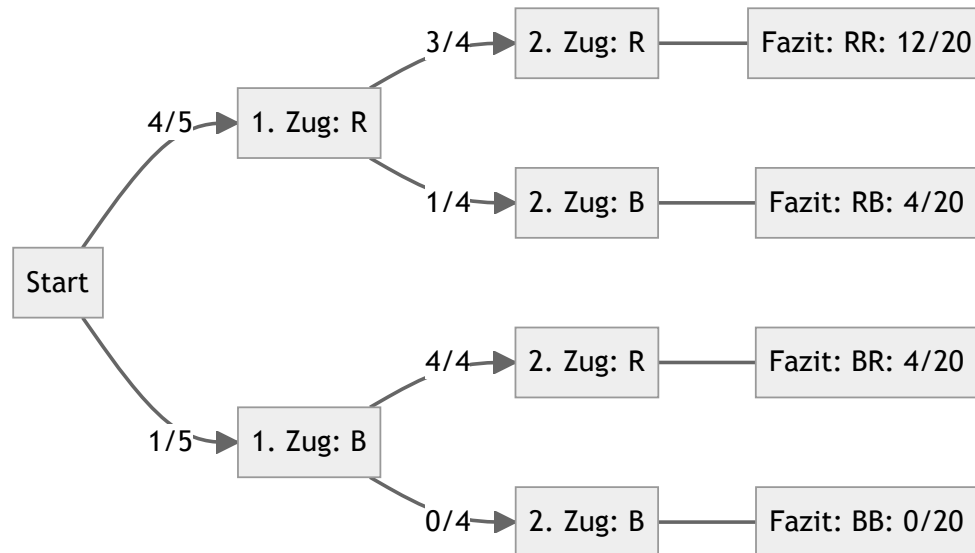 3/4
2. Zug: R
Fazit: RR: 12/20
4/5
1. Zug: R
1/4
2. Zug: B
Fazit: RB: 4/20
Start
4/4
2. Zug: R
Fazit: BR: 4/20
1/5
1. Zug: B
0/4
2. Zug: B
Fazit: BB: 0/20